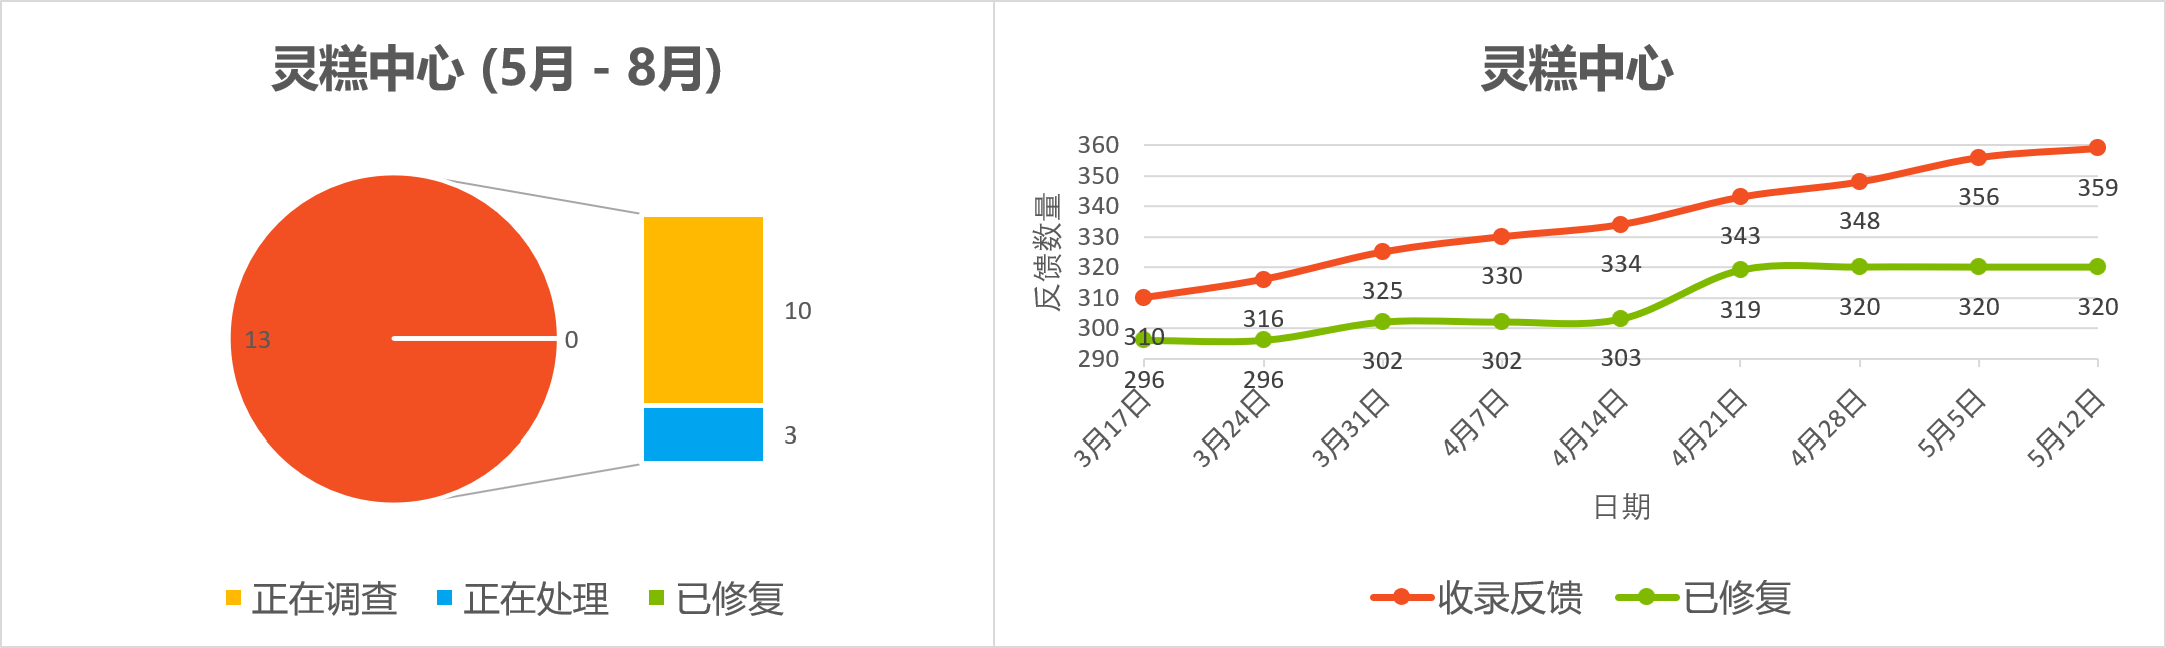 灵糕中心 (5月 - 8月)
13
0
10
3
正在调查
正在处理
已修复
灵糕中心
反馈数量
360
350
340
330
320
310
300
290
310
316
325
330
334
343
348
356
359
296
296
302
302
303
319
320
320
320
3月17日
3月24日
3月31日
4月7日
4月14日
4月21日
4月28日
5月5日
5月12日
日期
收录反馈
已修复